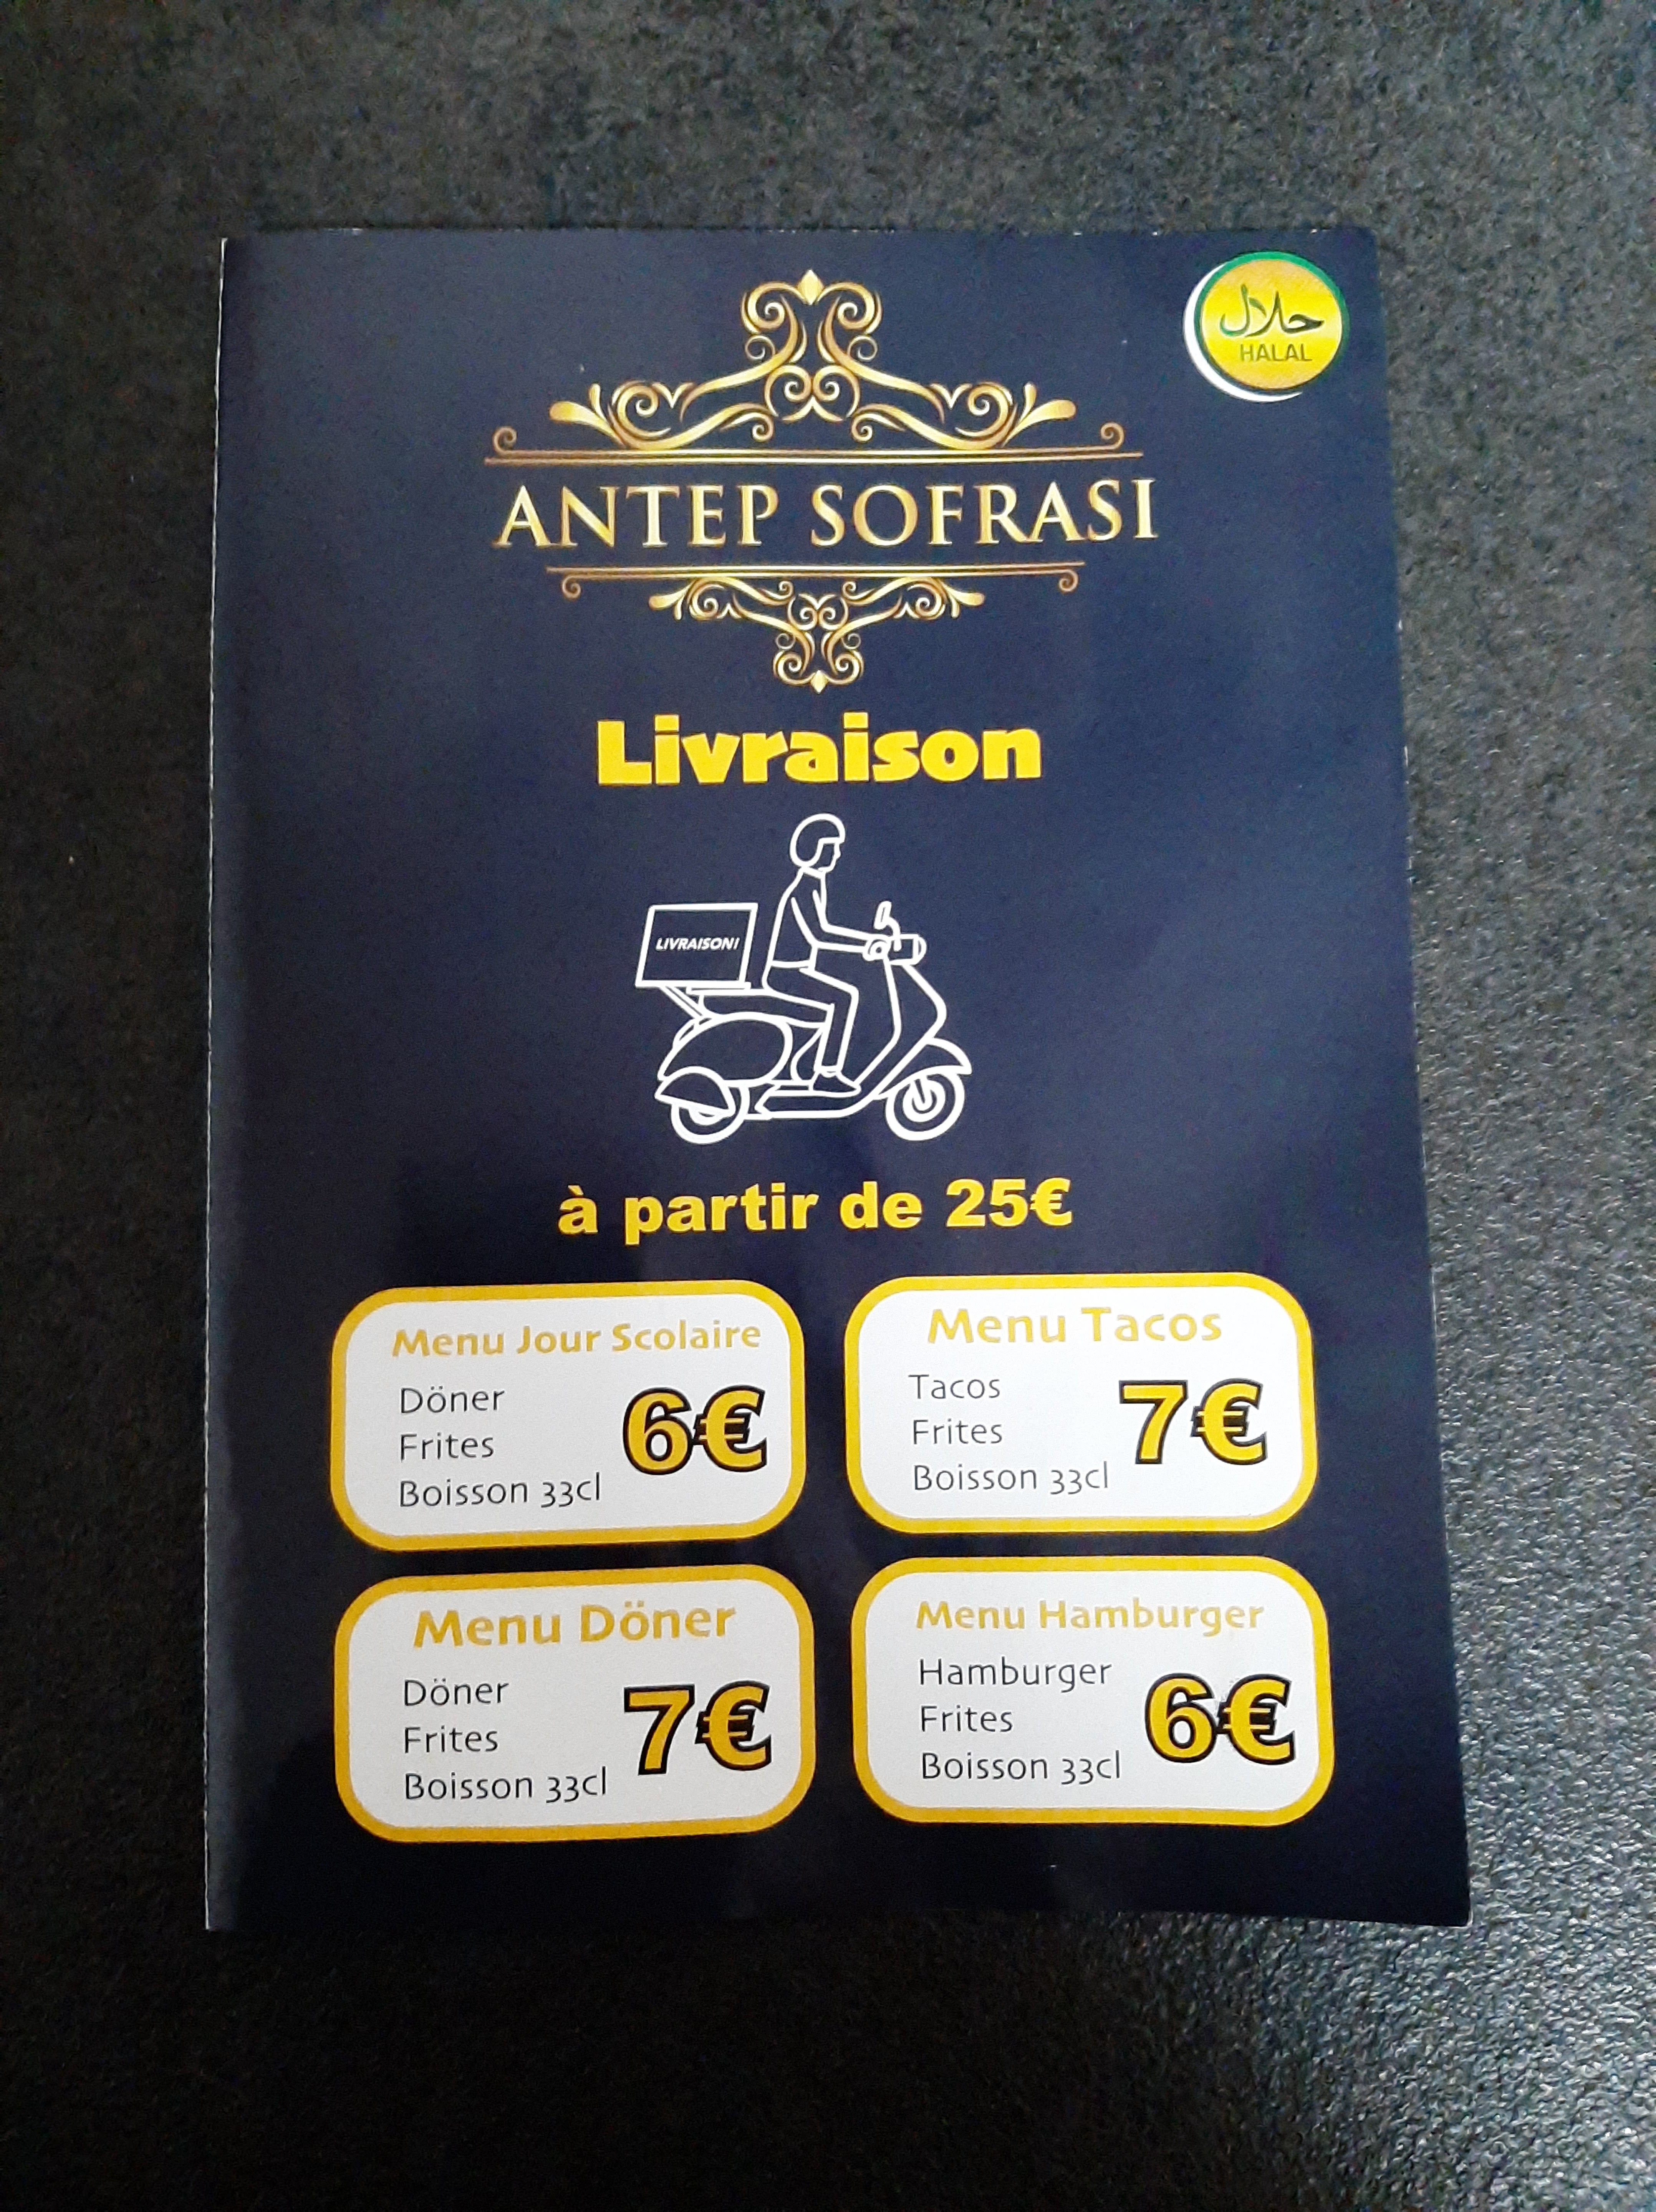 حلال
HALAL
ANTEP SOFRASI
Livraison
LIVRAISON!
à partir de 25€
Menu Jour Scolaire
Döner
Frites
Boisson 33cl
6€
Menu Tacos
Tacos
Frites
Boisson 33cl
7€
Menu Döner
Döner
Frites
Boisson 33cl
7€
Menu Hamburger
Hamburger
Frites
Boisson 33cl
6€